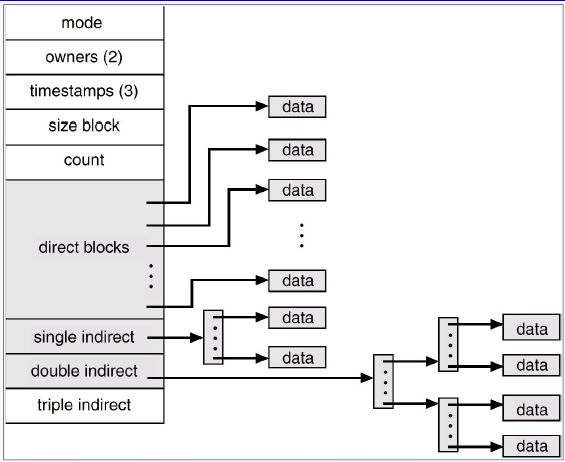 mode
owners (2)
timestamps (3)
size block
count
direct blocks
single indirect
double indirect
triple indirect
data
data
data
data
data
data
data
data
data
data